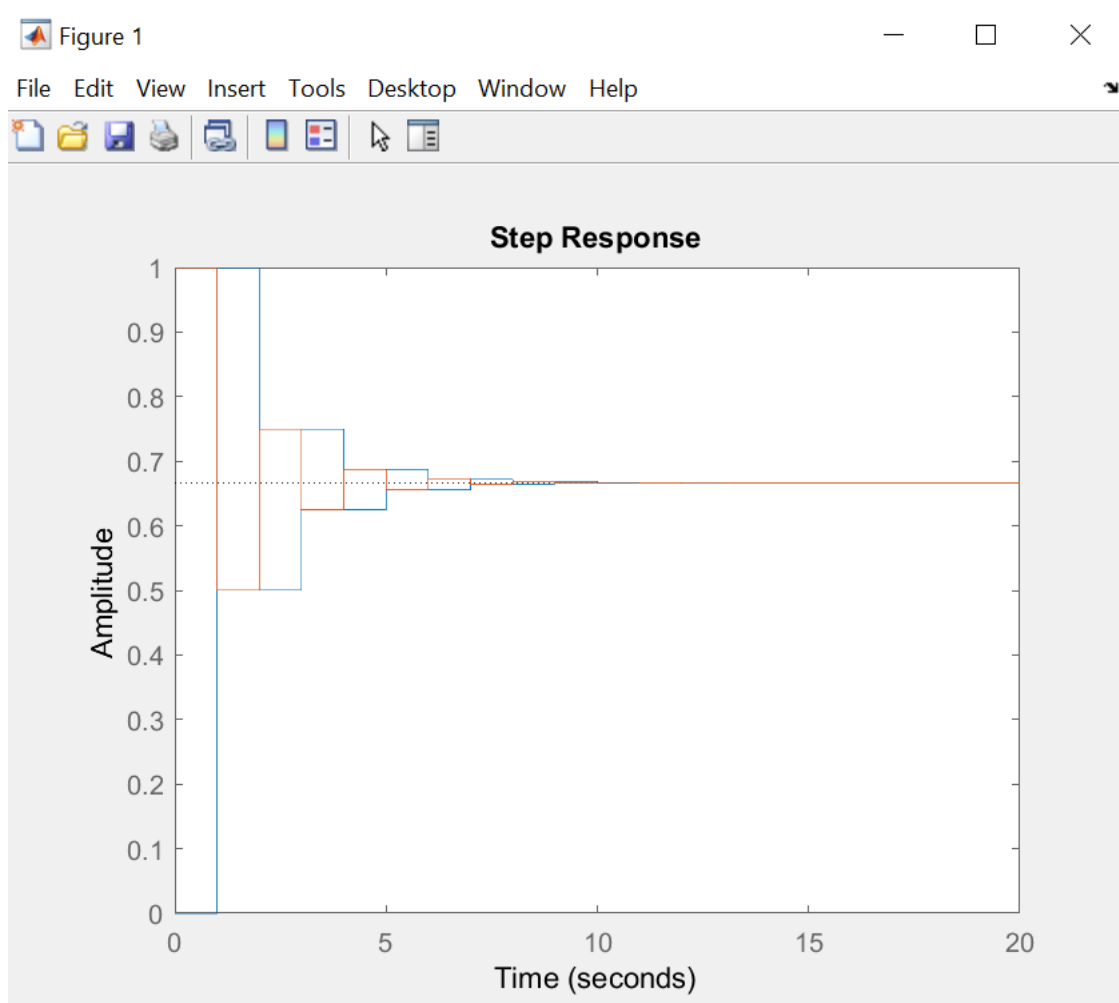 Figure 1
File Edit View Insert Tools Desktop Window Help
Step Response
1
0.9
0.8
0.7
0.6
0.5
0.4
0.3
0.2
0.1
0
Amplitude
0 5 10 15 20
Time (seconds)